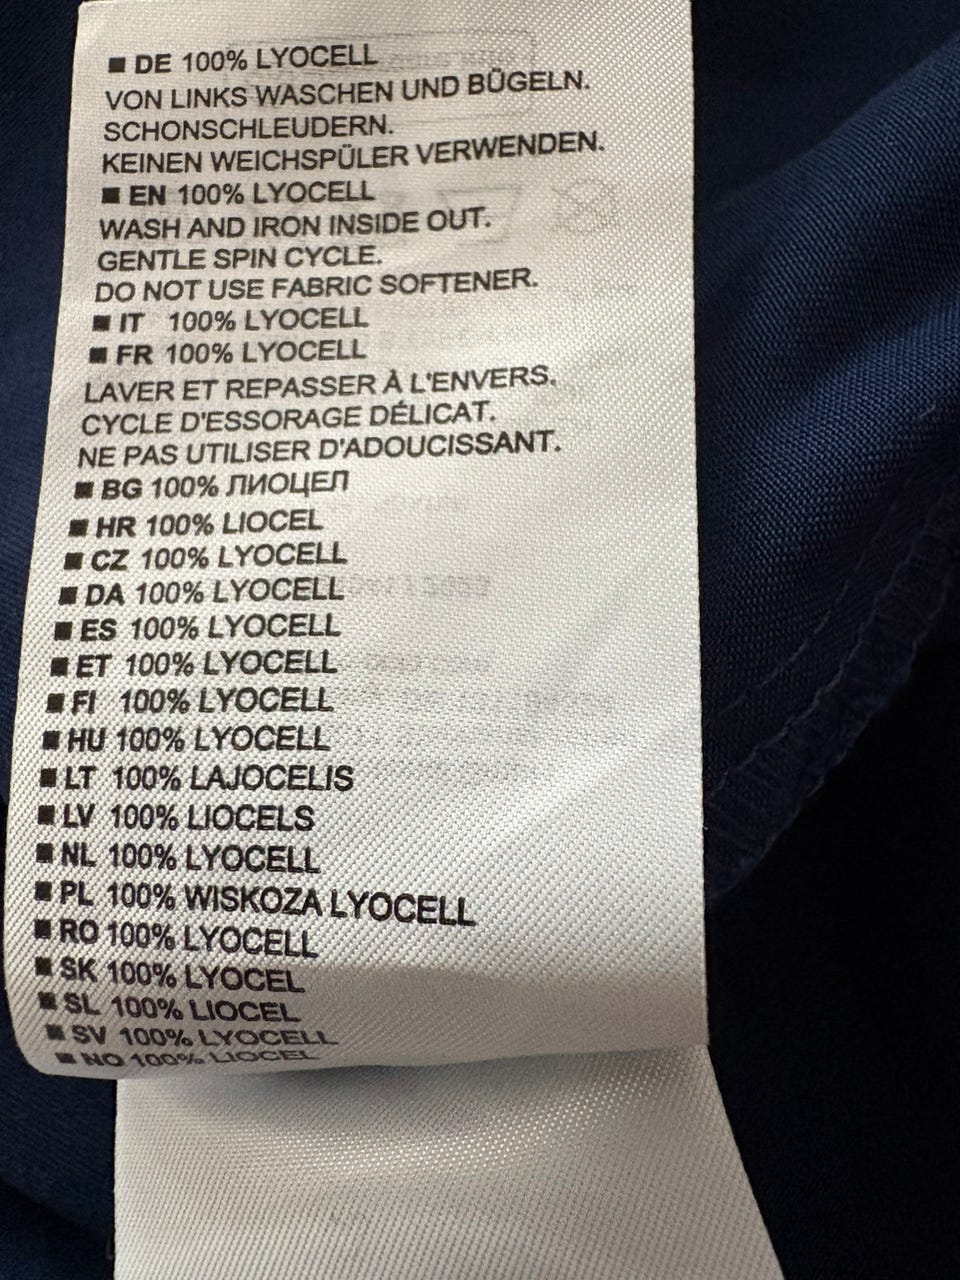 ■ DE 100% LYOCELL
VON LINKS WASCHEN UND BÜGELN.
SCHONSCHLEUDERN.
KEINEN WEICHSPÜLER VERWENDEN.
■ EN 100% LYOCELL
WASH AND IRON INSIDE OUT.
GENTLE SPIN CYCLE.
DO NOT USE FABRIC SOFTENER.
■ IT 100% LYOCELL
■ FR 100% LYOCELL
LAVER ET REPASSER À L'ENVERS.
CYCLE D'ESSORAGE DÉLICAT.
NE PAS UTILISER D'ADOUCISSANT.
■ BG 100% ЛИОЦЕЛ
■ HR 100% LIOCEL
■ CZ 100% LYOCELL
■ DA 100% LYOCELL
■ ES 100% LYOCELL
■ ET 100% LYOCELL
■ FI 100% LYOCELL
■ HU 100% LYOCELL
■ LT 100% LAJOCELIS
■ LV 100% LIOCELS
■ NL 100% LYOCELL
■ PL 100% WISKOZA LYOCELL
■ RO 100% LYOCELL
■ SK 100% LYOCEL
■ SL 100% LIOCEL
■ SV 100% LYOCELL
■ NO 100% LIOCEL